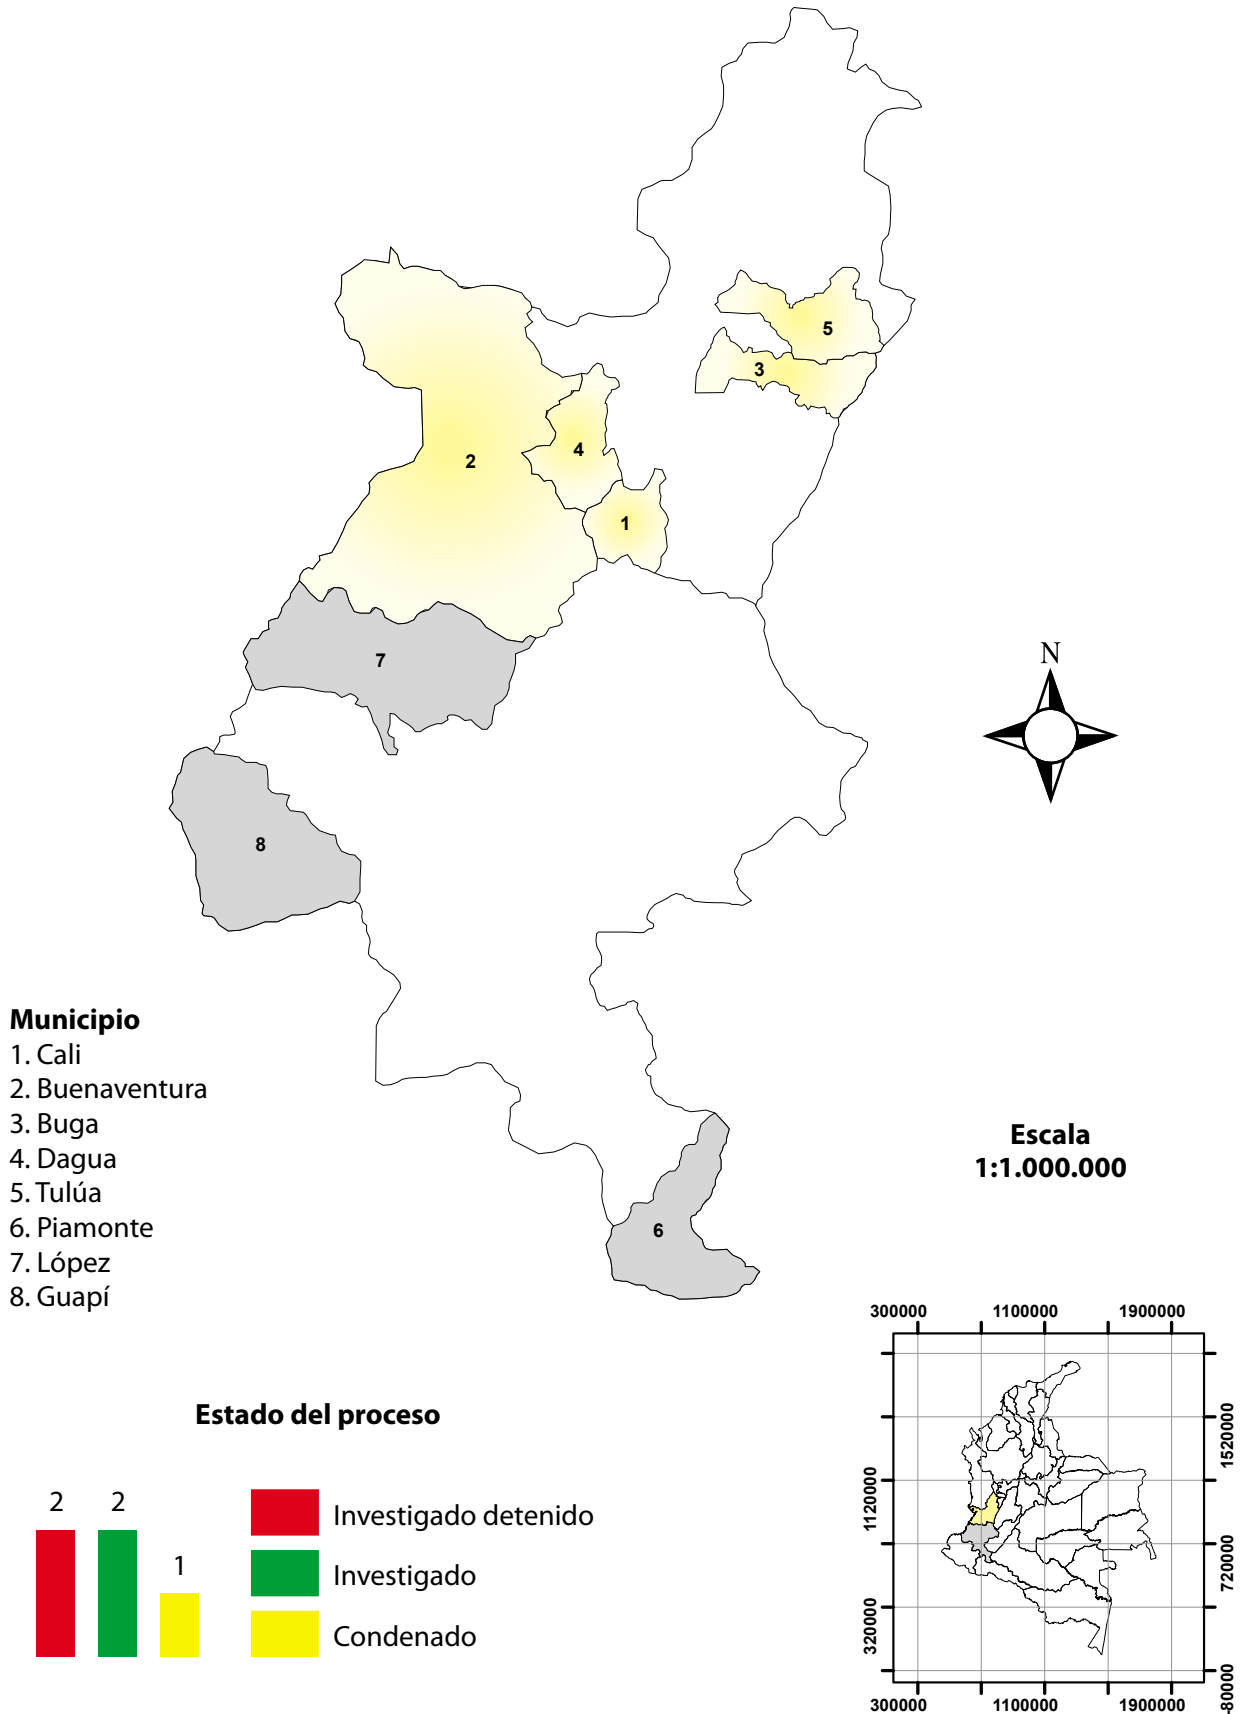 5
3
2
4
1
7
N
8
Municipio
1. Cali
2. Buenaventura
3. Buga
4. Dagua
5. Tulúa
6. Piamonte
7. López
8. Guapí
Escala
1:1.000.000
6
300000 1100000 1900000
1520000
1120000
720000
320000
-80000
300000 1100000 1900000
Estado del proceso
2 2 1
Investigado detenido
Investigado
Condenado